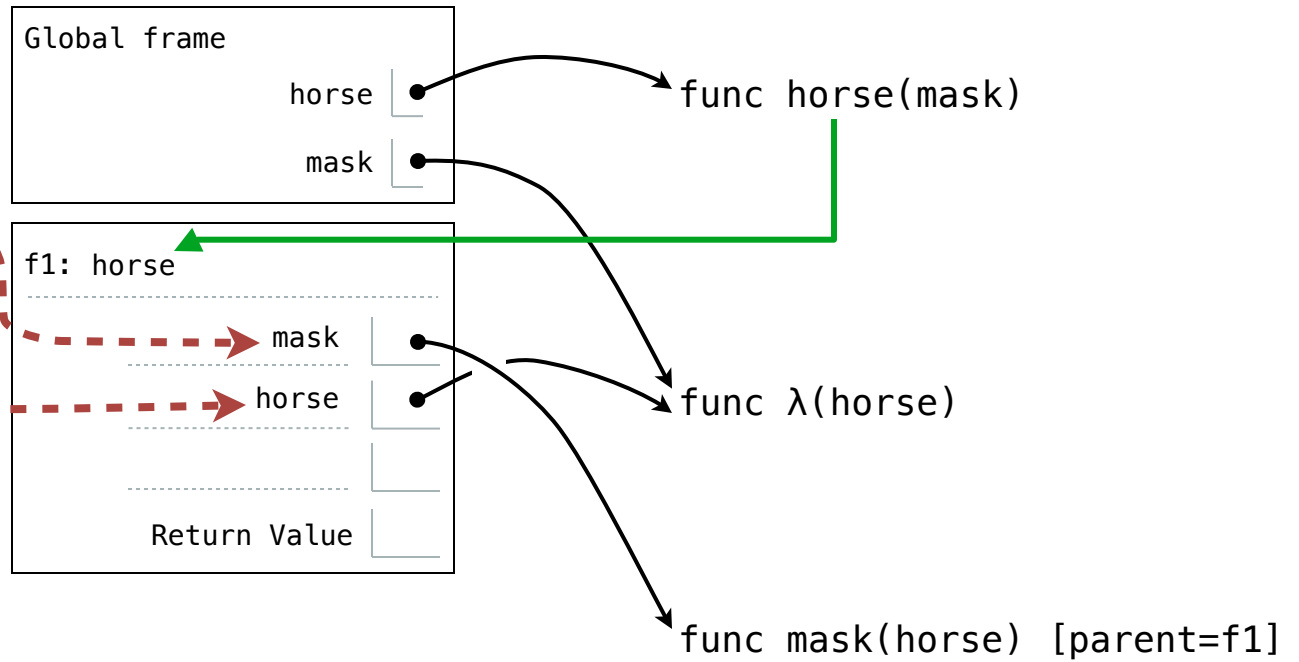 Global frame
horse
func horse(mask)
mask
f1: horse
mask
horse
func λ(horse)
Return Value
func mask(horse) [parent=f1]